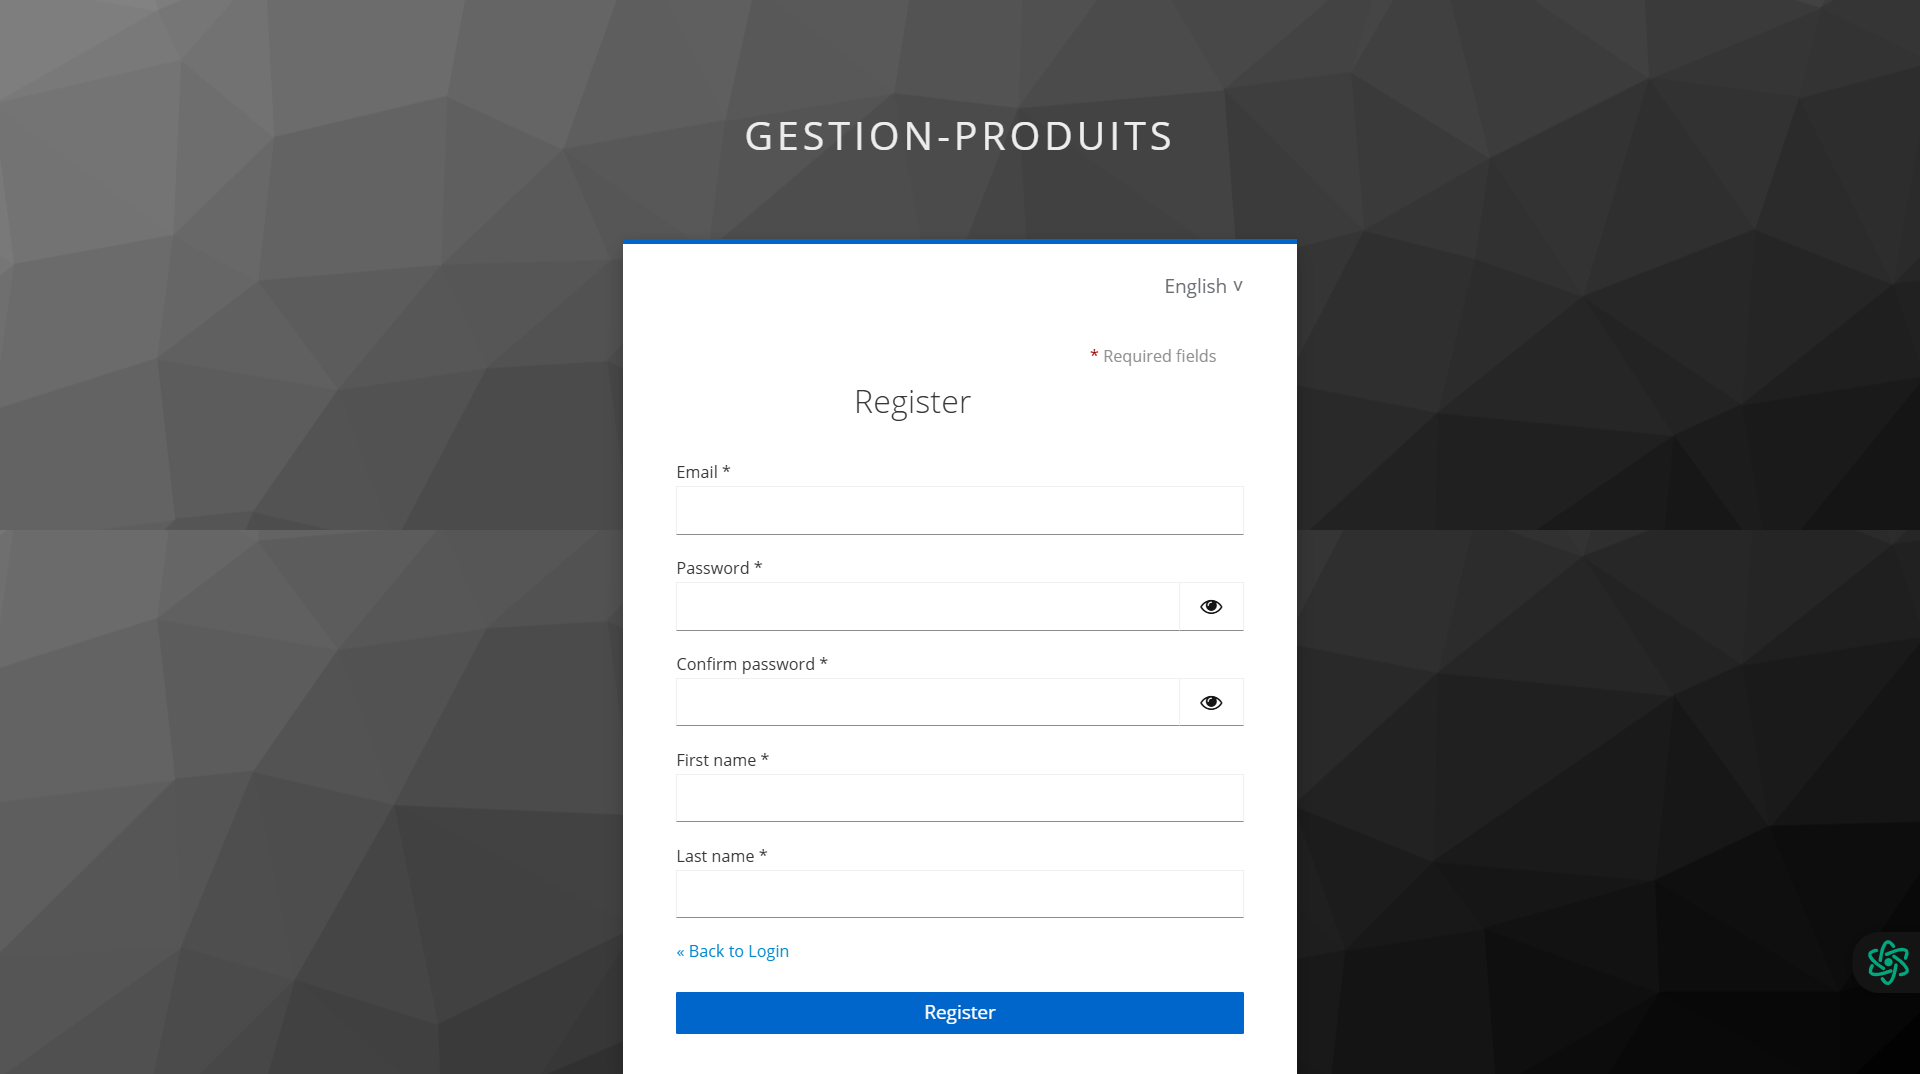 GESTION-PRODUITS
English v
* Required fields
Register
Email *
Password *
Confirm password *
First name *
Last name *
« Back to Login
Register